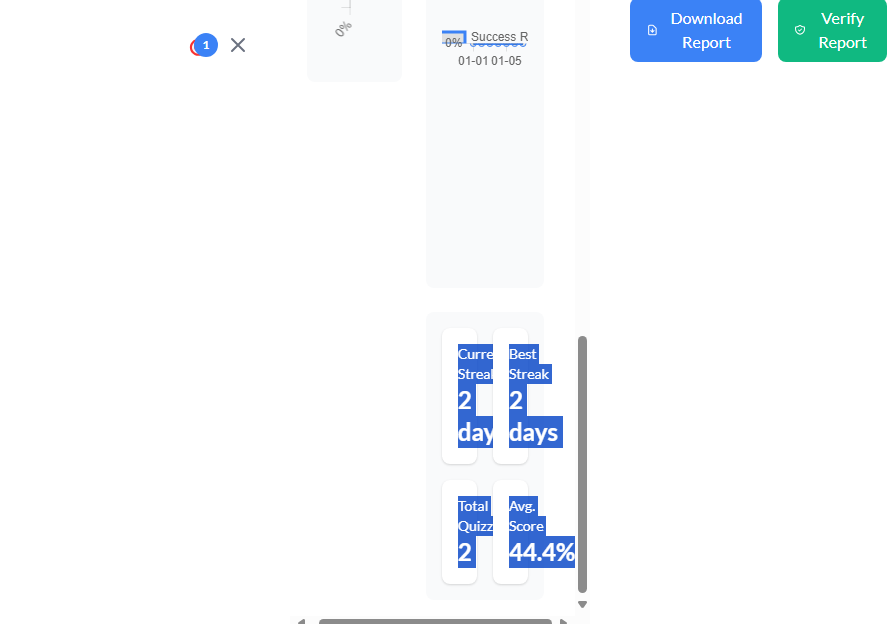 1
0%
0%
Success R
01-01 01-05
Download
Report
Verify
Report
Curre
Streak
2
day
Best
Streak
2
days
Total
Quizz
2
Avg.
Score
44.4%